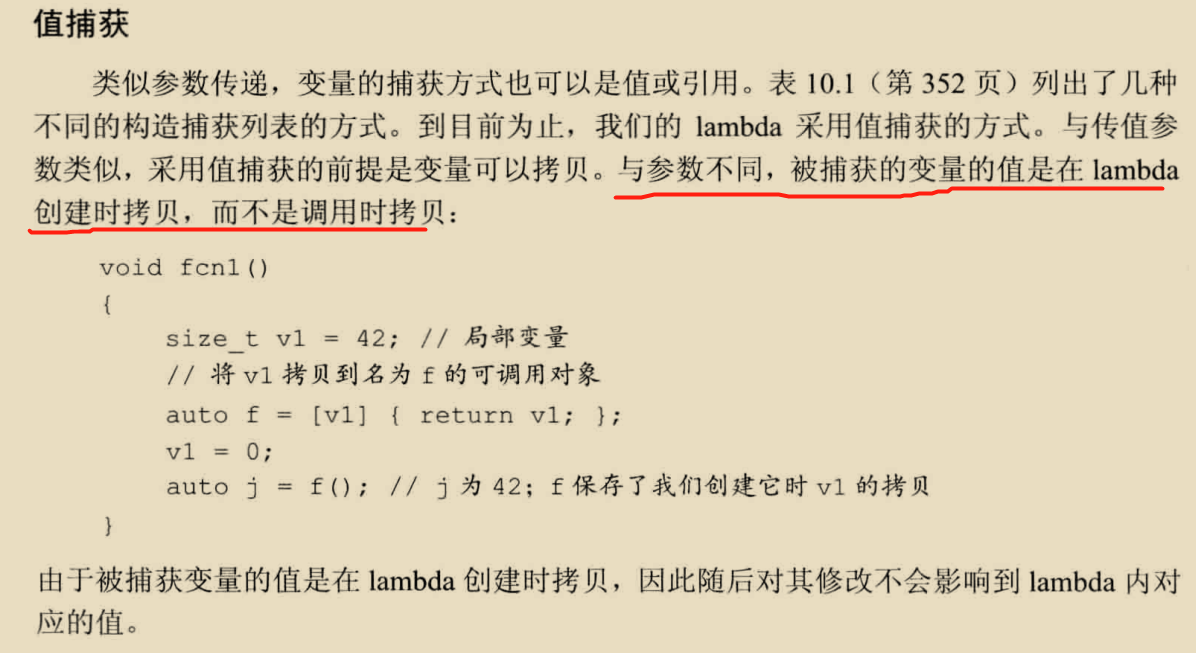 值捕获
类似参数传递，变量的捕获方式也可以是值或引用。表 10.1（第 352 页）列出了几种
不同的构造捕获列表的方式。到目前为止，我们的 lambda 采用值捕获的方式。与传值参
数类似，采用值捕获的前提是变量可以拷贝。与参数不同，被捕获的变量的值是在 lambda
创建时拷贝，而不是调用时拷贝：
void fcn1()
{
size_t v1 = 42; // 局部变量
// 将 v1 拷贝到名为 f 的可调用对象
auto f = [v1] { return v1; };
v1 = 0;
auto j = f(); // j 为 42；f 保存了我们创建它时 v1 的拷贝
}
由于被捕获变量的值是在 lambda 创建时拷贝，因此随后对其修改不会影响到 lambda 内对
应的值。